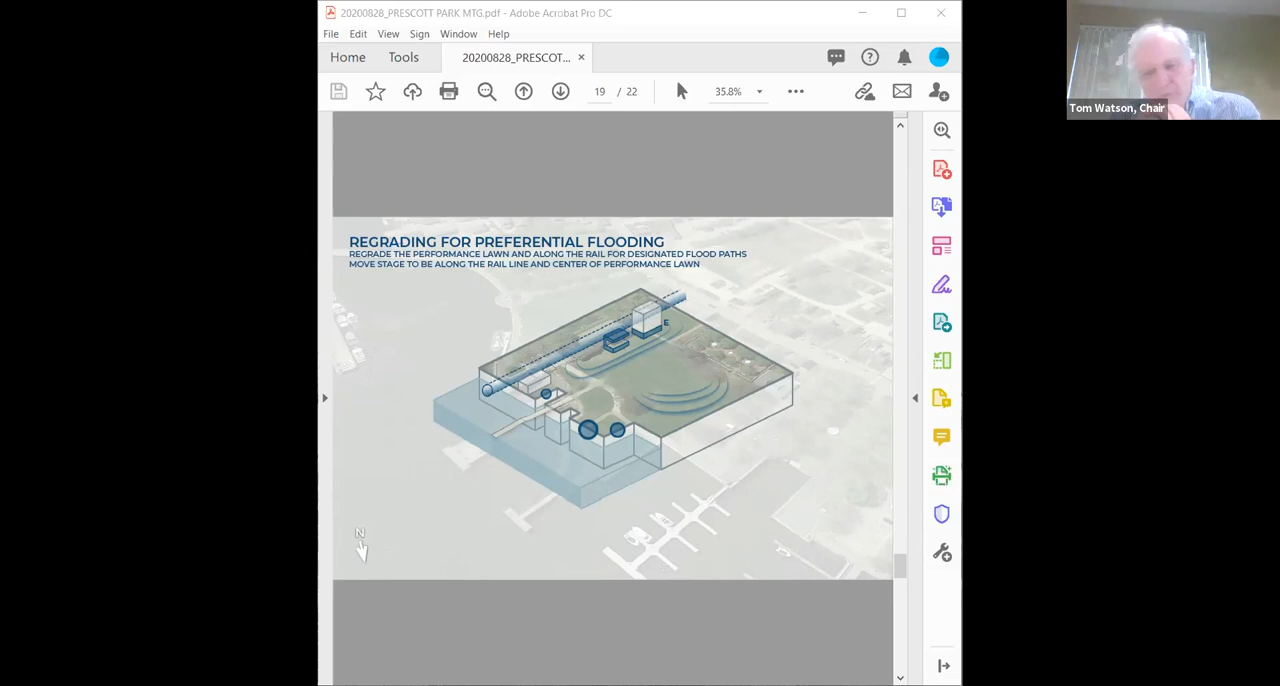 20200828_PRESCOTT PARK MTG.pdf - Adobe Acrobat Pro DC
File Edit View Sign Window Help
Home Tools 20200828_PRESCOT... ×
19 / 22 35.8%
Tom Watson, Chair
REGRADING FOR PREFERENTIAL FLOODING
REGRADE THE PERFORMANCE LAWN AND ALONG THE RAIL FOR DESIGNATED FLOOD PATHS
MOVE STAGE TO BE ALONG THE RAIL LINE AND CENTER OF PERFORMANCE LAWN
E
N